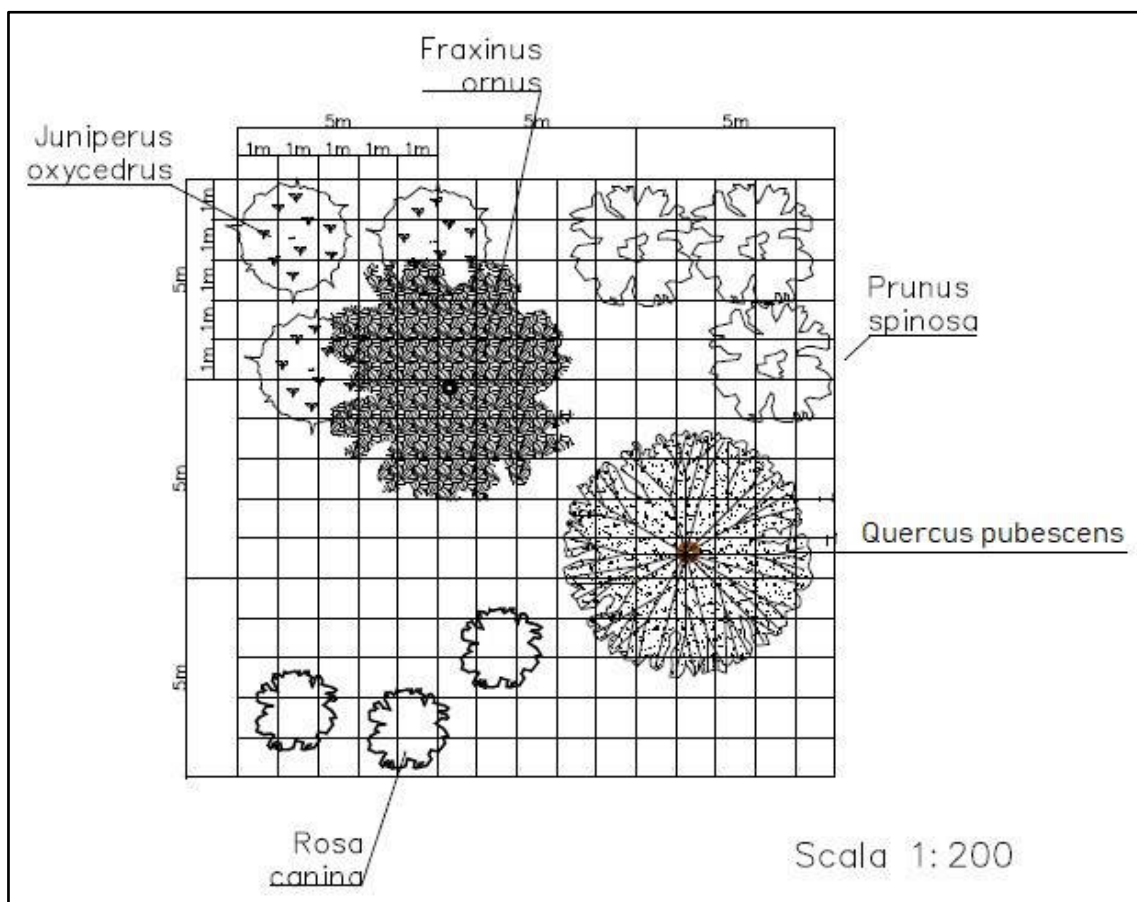 Fraxinus
ornus
Juniperus
oxycedrus
5m 5m 5m
1m 1m 1m 1m 1m
1m
1m
1m
1m
1m
5m
5m
5m
Prunus
spinosa
Quercus pubescens
Rosa
canina
Scala 1:200